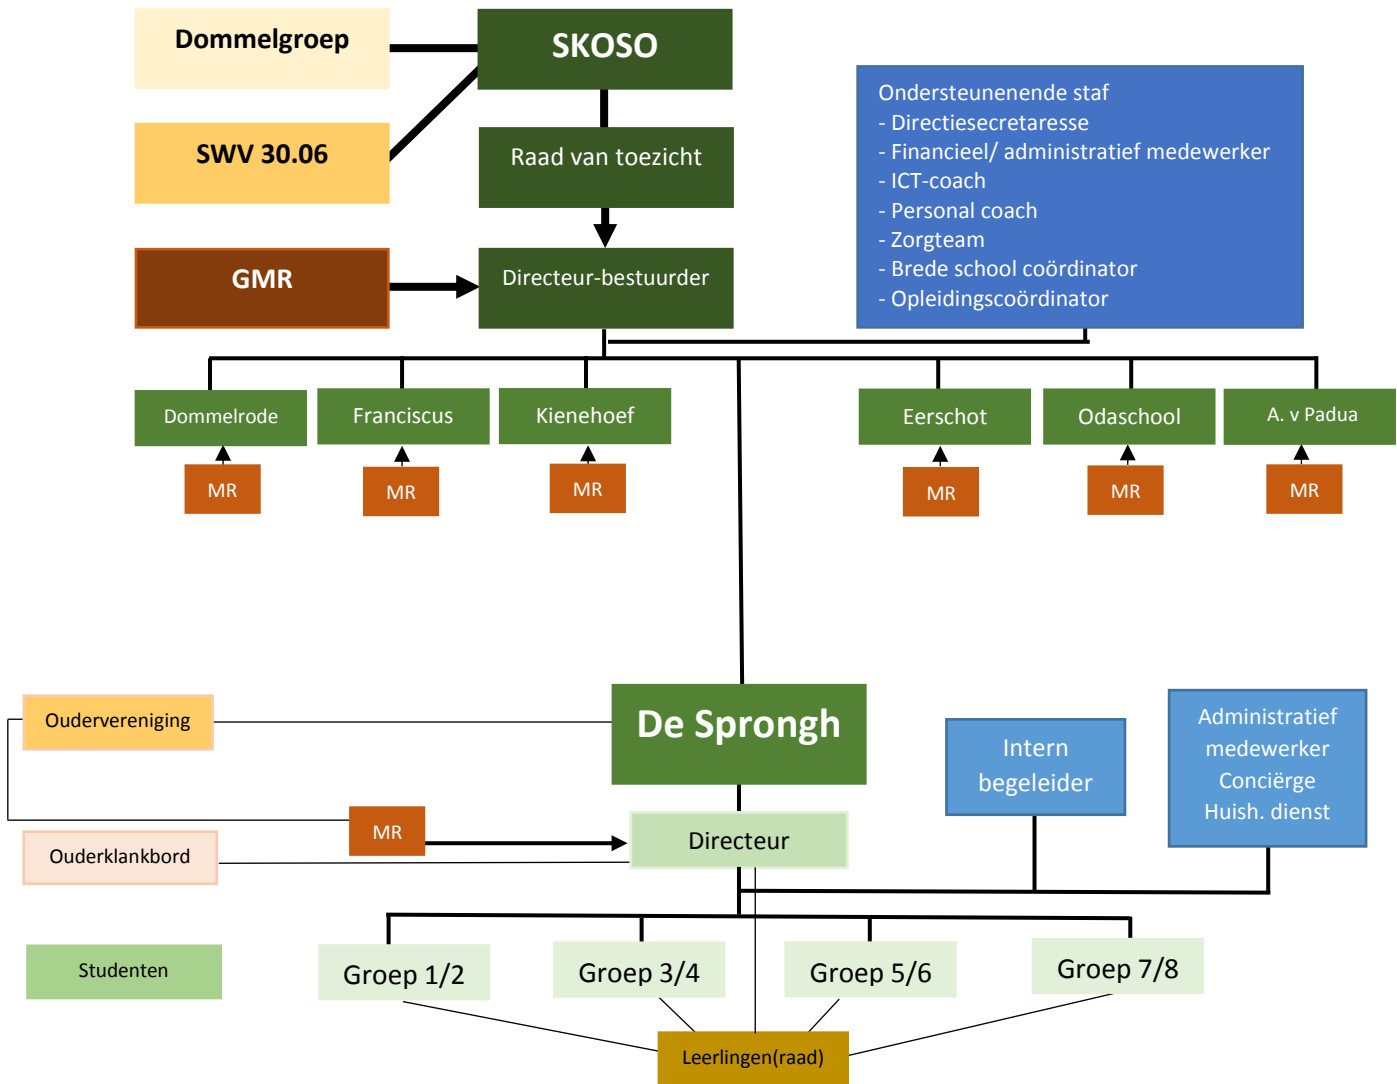 Dommelgroep
SKOSO
SWV 30.06
Raad van toezicht
GMR
Directeur-bestuurder
Ondersteunenende staf
- Directiesecretaresse
- Financieel/ administratief medewerker
- ICT-coach
- Personal coach
- Zorgteam
- Brede school coördinator
- Opleidingscoördinator
Dommelrode
Franciscus
Kienehoef
Eerschot
Odaschool
A. v Padua
MR
MR
MR
MR
MR
MR
Oudervereniging
De Sprongh
Intern
begeleider
Administratief
medewerker
Conciërge
Huish. dienst
MR
Directeur
Ouderklankbord
Studenten
Groep 1/2
Groep 3/4
Groep 5/6
Groep 7/8
Leerlingen(raad)